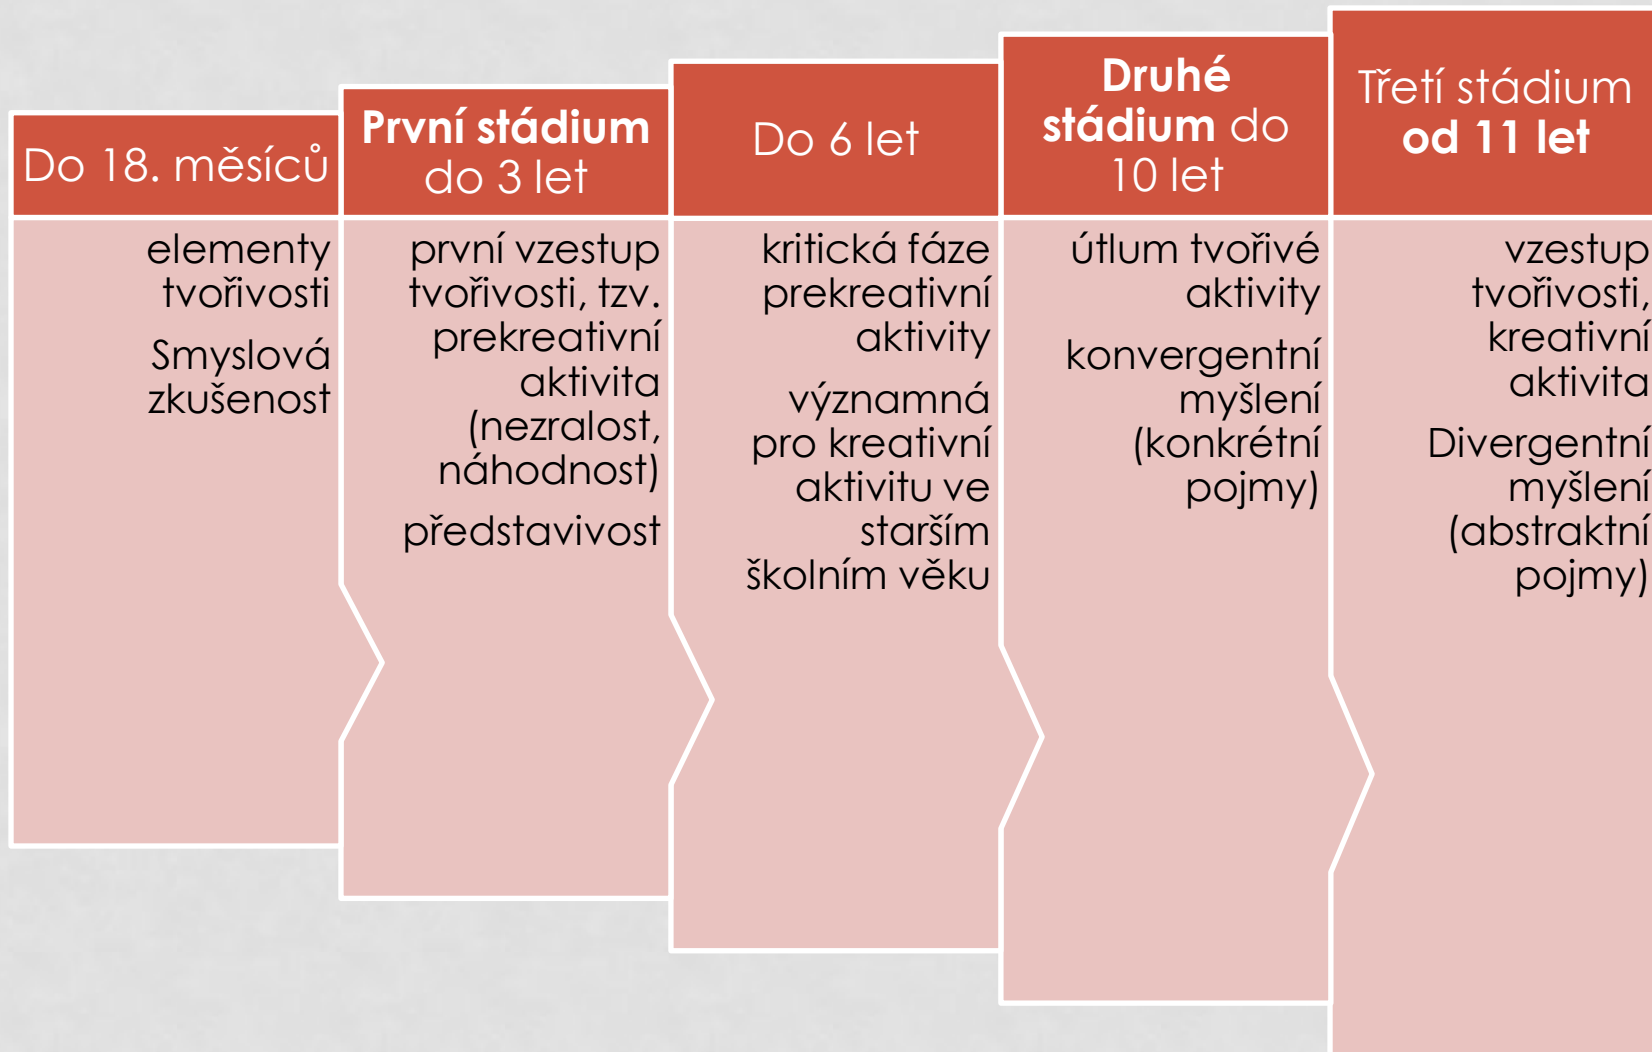 Do 18. měsíců
elementy
tvořivosti
Smyslová
zkušenost
První stádium
do 3 let
první vzestup
tvořivosti, tzv.
prekreativní
aktivita
(nezralost,
náhodnost)
představivost
Do 6 let
kritická fáze
prekreativní
aktivity
významná
pro kreativní
aktivitu ve
starším
školním věku
Druhé
stádium do
10 let
útlum tvořivé
aktivity
konvergentní
myšlení
(konkrétní
pojmy)
Třetí stádium
od 11 let
vzestup
tvořivosti,
kreativní
aktivita
Divergentní
myšlení
(abstraktní
pojmy)